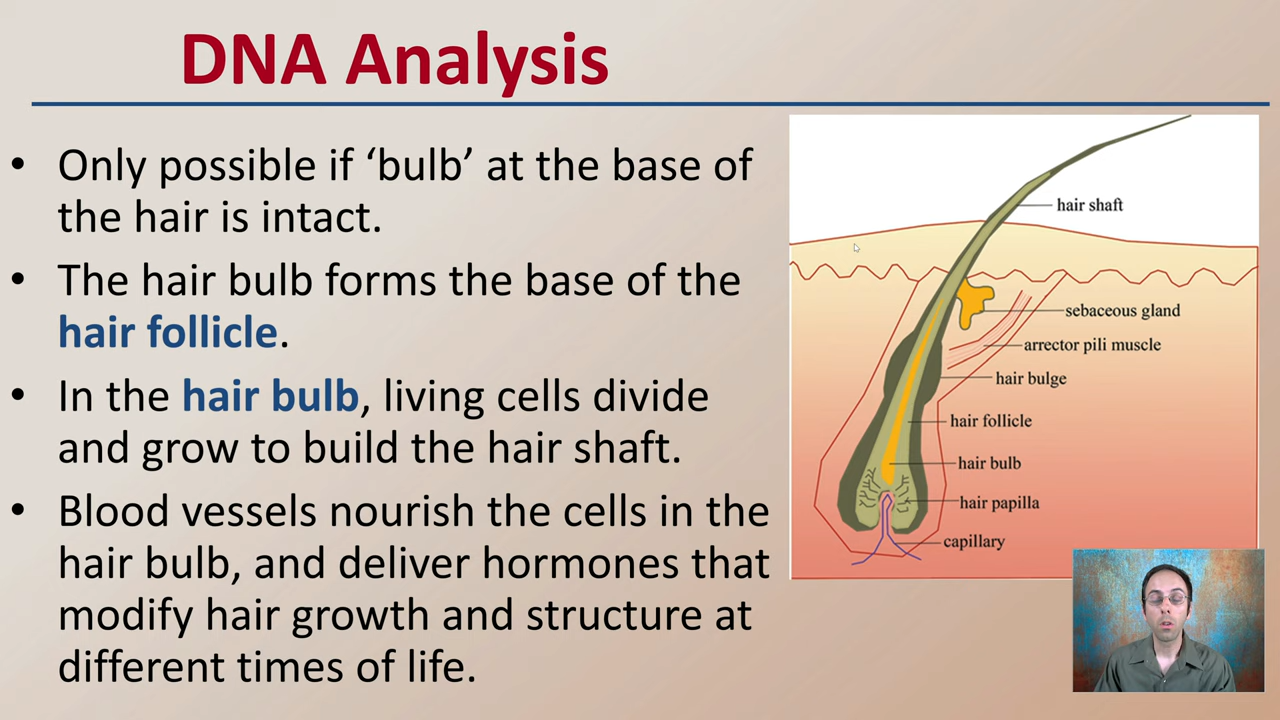 DNA Analysis
• Only possible if ‘bulb’ at the base of
the hair is intact.
• The hair bulb forms the base of the
hair follicle.
• In the hair bulb, living cells divide
and grow to build the hair shaft.
• Blood vessels nourish the cells in the
hair bulb, and deliver hormones that
modify hair growth and structure at
different times of life.
hair shaft
sebaceous gland
arrector pili muscle
hair bulge
hair follicle
hair bulb
hair papilla
capillary